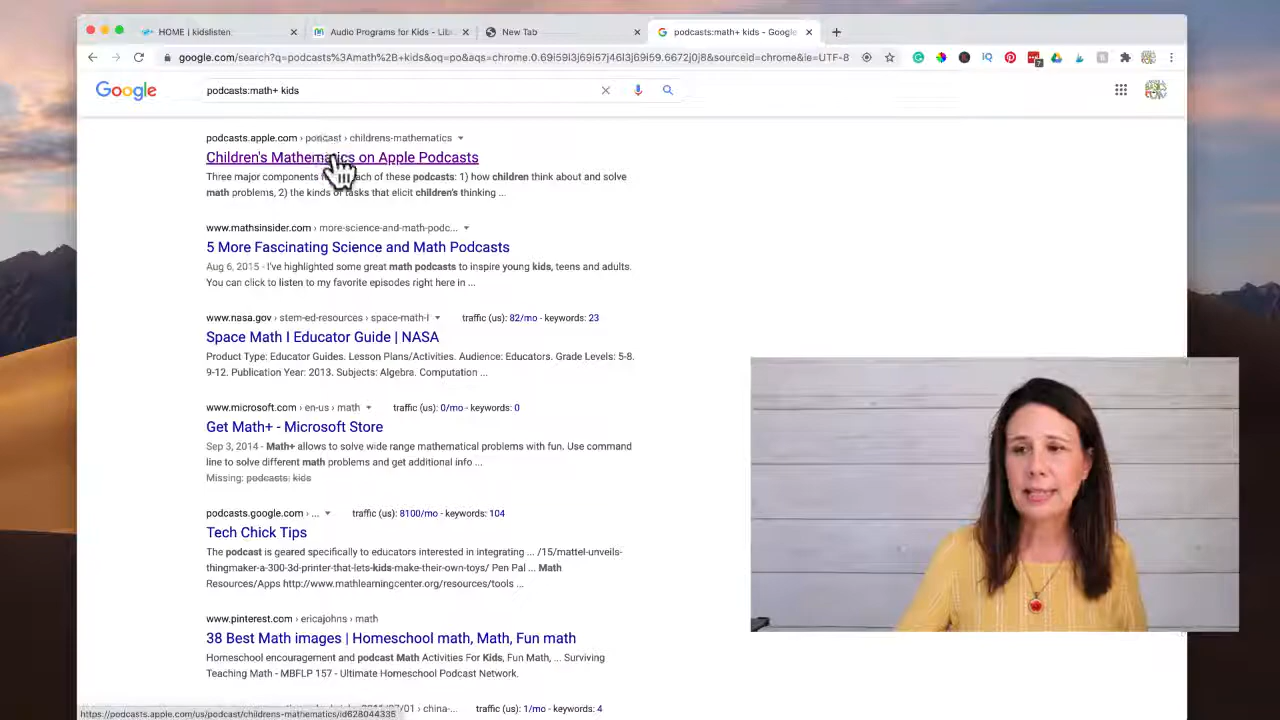 HOME | kidslisten
Audio Programs for Kids - Lib
New Tab
podcasts:math+ kids - Google
google.com/search?q=podcasts%3Amath%2B+kids&oq=po&aqs=chrome.0.69i59l3j69i57j46l3j69i59.6672j0j8&sourceid=chrome&ie=UTF-8
Google
podcasts:math+ kids
podcasts.apple.com › podcast › childrens-mathematics
Children's Mathematics on Apple Podcasts
Three major components each of these podcasts: 1) how children think about and solve
math problems, 2) the kinds of tasks that elicit children's thinking ...
www.mathsinsider.com › more-science-and-math-podc...
5 More Fascinating Science and Math Podcasts
Aug 6, 2015 - I've highlighted some great math podcasts to inspire young kids, teens and adults.
You can click to listen to my favorite episodes right here in ...
www.nasa.gov › stem-ed-resources › space-math-I traffic (us): 82/mo - keywords: 23
Space Math I Educator Guide | NASA
Product Type: Educator Guides. Lesson Plans/Activities. Audience: Educators. Grade Levels: 5-8.
9-12. Publication Year: 2013. Subjects: Algebra. Computation ...
www.microsoft.com › en-us › math traffic (us): 0/mo - keywords: 0
Get Math+ - Microsoft Store
Sep 3, 2014 - Math+ allows to solve wide range mathematical problems with fun. Use command
line to solve different math problems and get additional info ...
Missing: podcasts: kids
podcasts.google.com › ... traffic (us): 8100/mo - keywords: 104
Tech Chick Tips
The podcast is geared specifically to educators interested in integrating ... /15/mattel-unveils-
thingmaker-a-300-3d-printer-that-lets-kids-make-their-own-toys/ Pen Pal ... Math
Resources/Apps http://www.mathlearningcenter.org/resources/tools ...
www.pinterest.com › ericajohns › math
38 Best Math images | Homeschool math, Math, Fun math
Homeschool encouragement and podcast Math Activities For Kids, Fun Math, ... Surviving
Teaching Math - MBFLP 157 - Ultimate Homeschool Podcast Network.
china-... traffic (us): 1/mo - keywords: 4
https://podcasts.apple.com/us/podcast/childrens-mathematics/id628044335